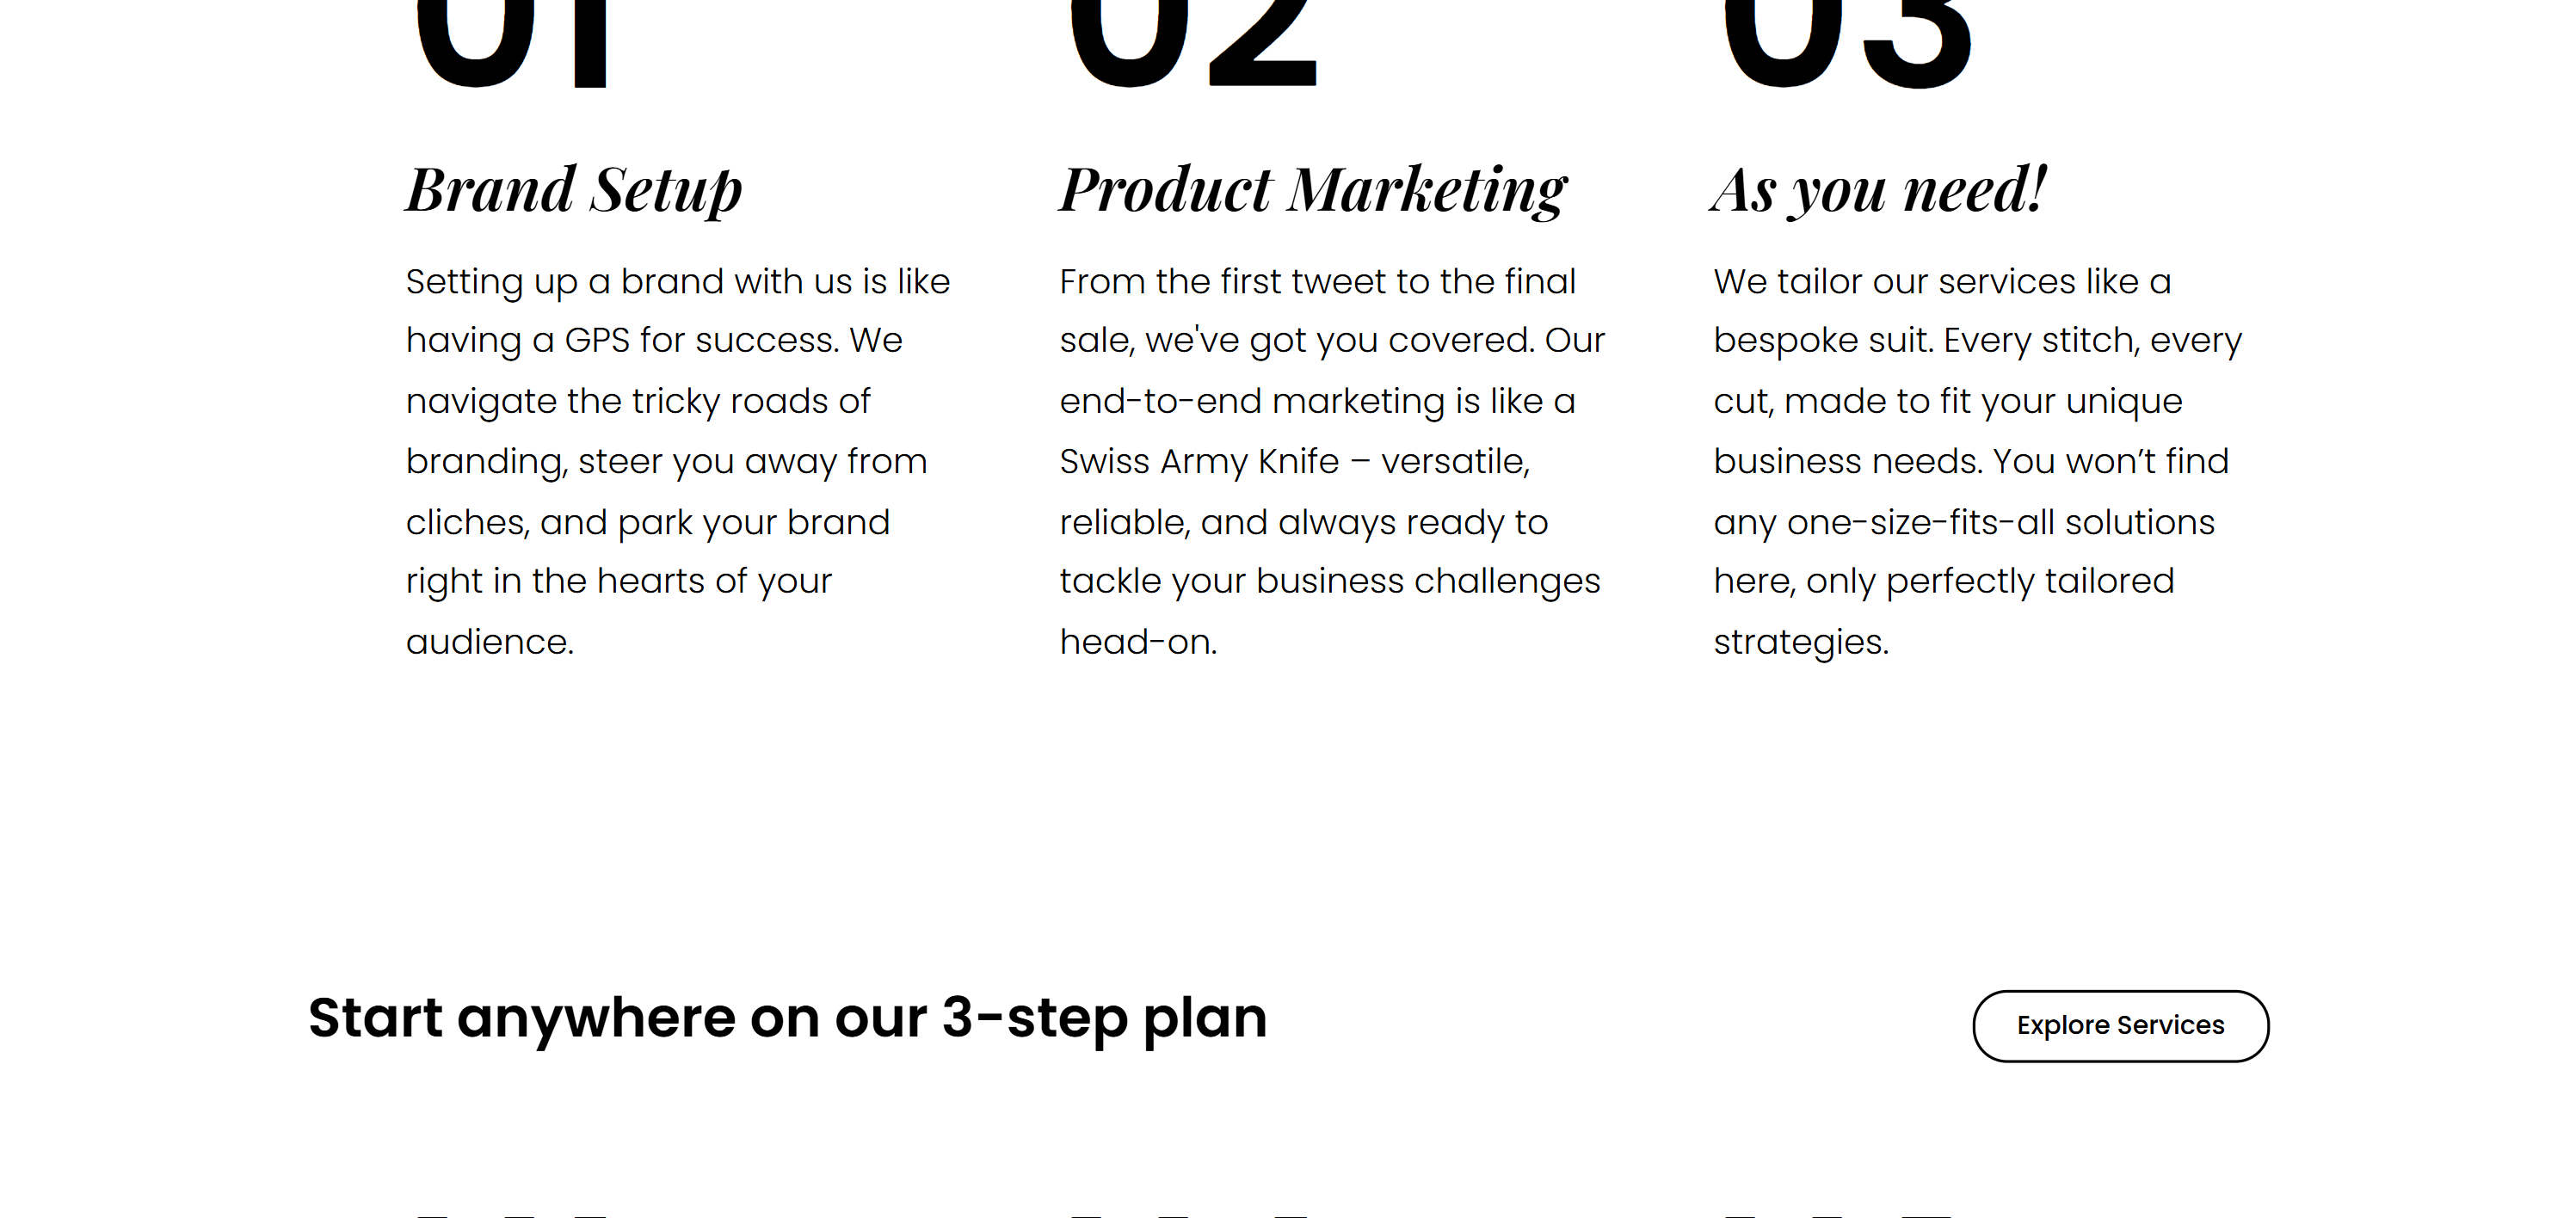 01
02
03
Brand Setup
Setting up a brand with us is like
having a GPS for success. We
navigate the tricky roads of
branding, steer you away from
cliches, and park your brand
right in the hearts of your
audience.
Product Marketing
From the first tweet to the final
sale, we've got you covered. Our
end-to-end marketing is like a
Swiss Army Knife – versatile,
reliable, and always ready to
tackle your business challenges
head-on.
As you need!
We tailor our services like a
bespoke suit. Every stitch, every
cut, made to fit your unique
business needs. You won’t find
any one-size-fits-all solutions
here, only perfectly tailored
strategies.
Start anywhere on our 3-step plan
Explore Services